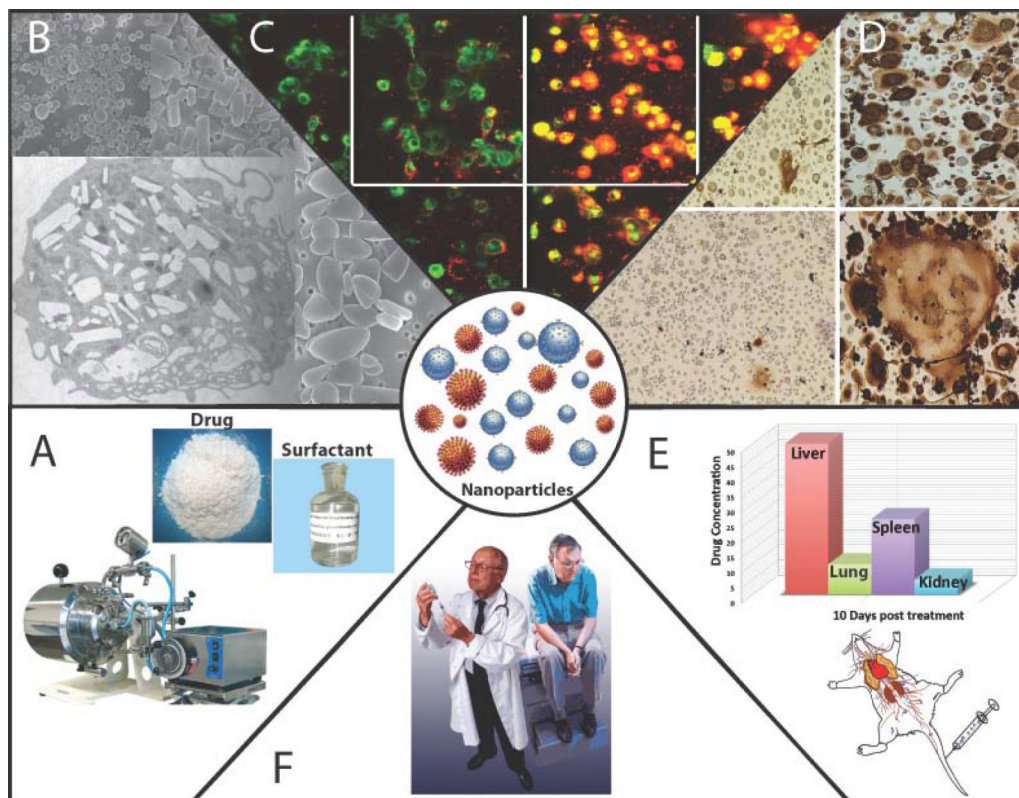 B
C
D
Nanoparticles
A
Drug
Surfactant
E
Drug Concentration
50
45
40
35
30
25
20
15
10
5
0
Liver
Lung
Spleen
Kidney
10 Days post treatment
F